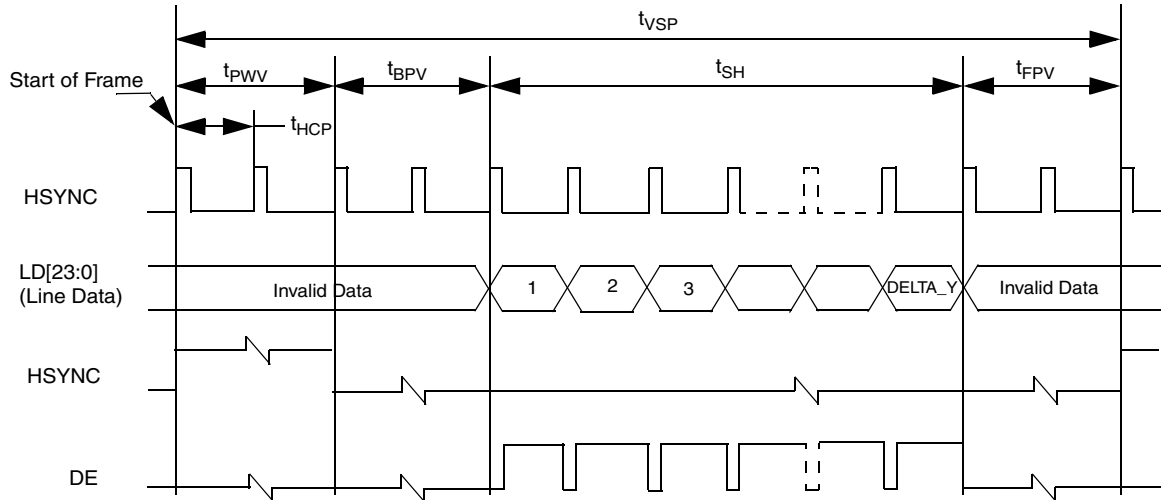 tVSP
Start of Frame
tPWV
tBPV
tSH
tFPV
tHCP
HSYNC
LD[23:0]
(Line Data)
Invalid Data
1
2
3
DELTA_Y
Invalid Data
HSYNC
DE